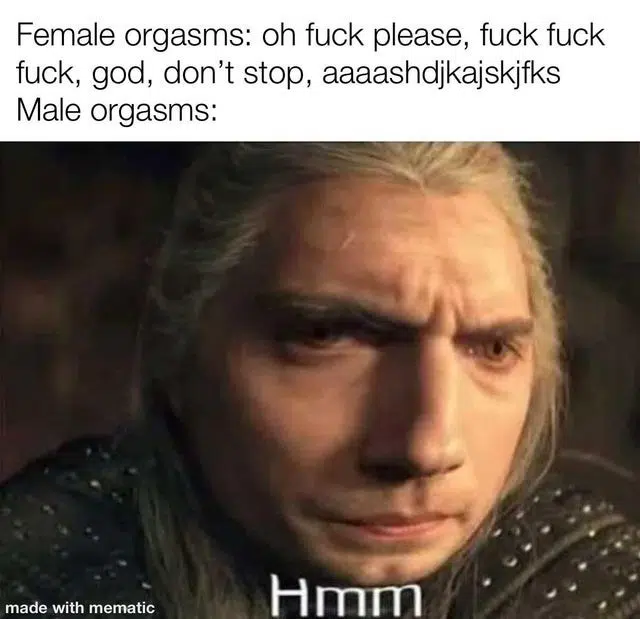 Female orgasms: oh fuck please, fuck fuck
fuck, god, don’t stop, aaaashdjkajskjfks
Male orgasms:
Hmm
made with mematic